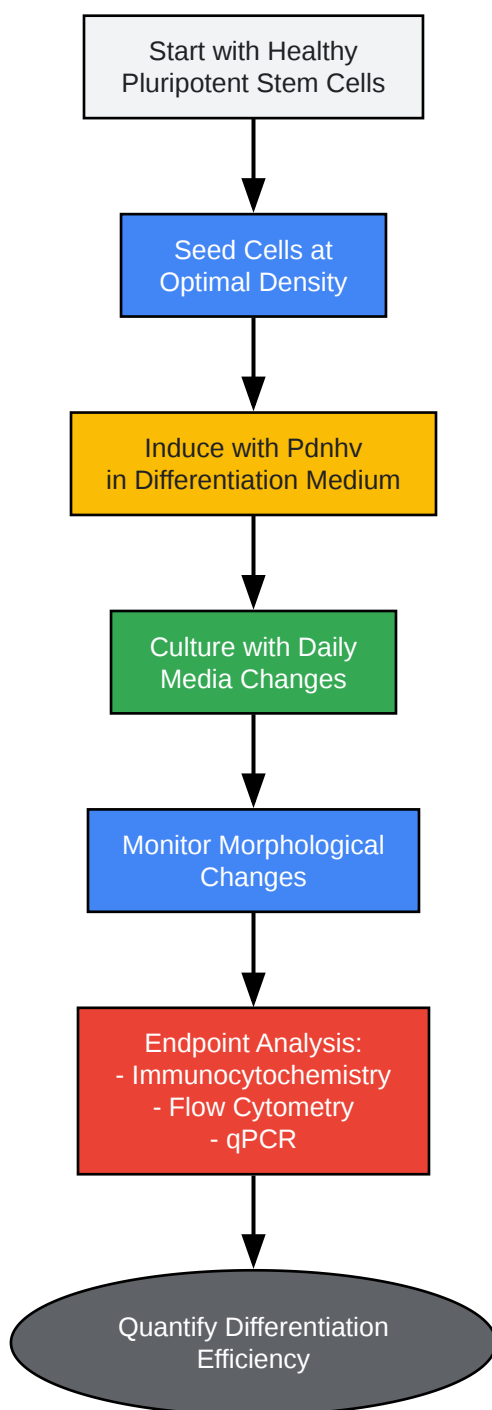 Start with Healthy
Pluripotent Stem Cells
Seed Cells at
Optimal Density
Induce with Pdnhv
in Differentiation Medium
Culture with Daily
Media Changes
Monitor Morphological
Changes
Endpoint Analysis:
- Immunocytochemistry
- Flow Cytometry
- qPCR
Quantify Differentiation
Efficiency